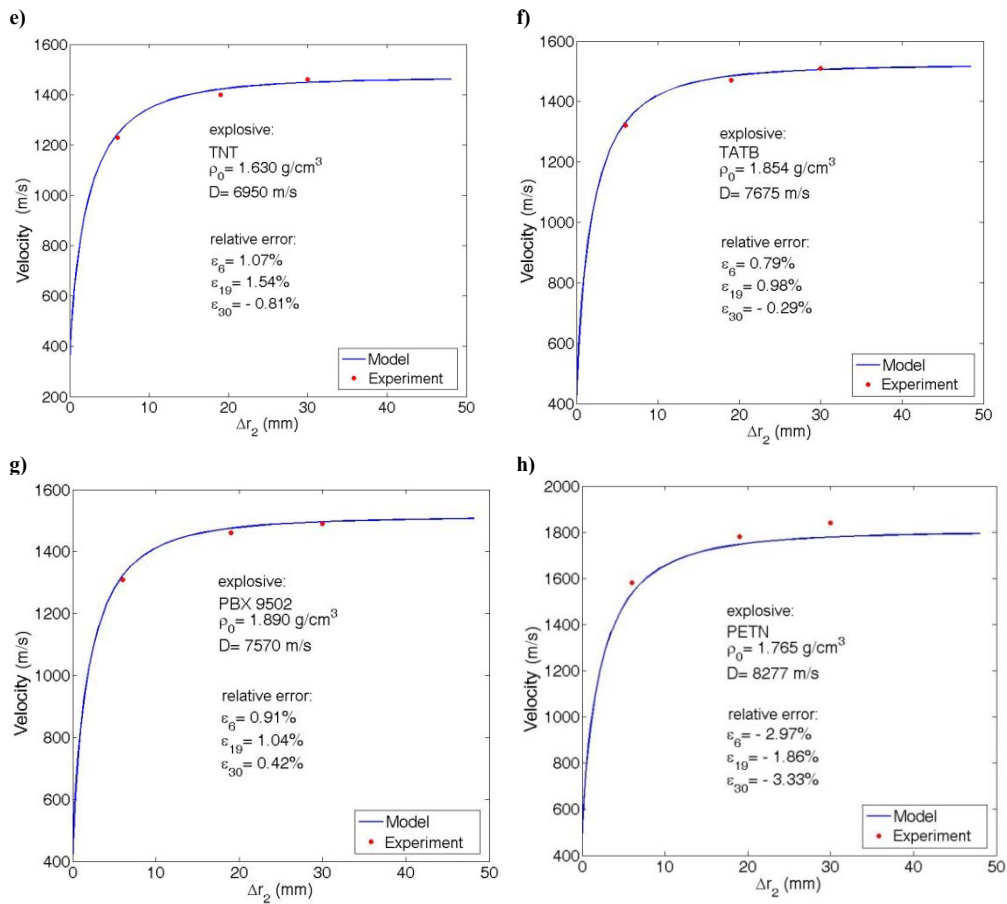 e)
1600
1400
1200
1000
800
600
400
200
Velocity (m/s)
explosive:
TNT
ρ₀= 1.630 g/cm³
D= 6950 m/s
relative error:
ε₆= 1.07%
ε₁₉= 1.54%
ε₃₀= - 0.81%
Model
Experiment
0 10 20 30 40 50
Δr₂ (mm)
f)
1600
1400
1200
1000
800
600
400
Velocity (m/s)
explosive:
TATB
ρ₀= 1.854 g/cm³
D= 7675 m/s
relative error:
ε₆= 0.79%
ε₁₉= 0.98%
ε₃₀= - 0.29%
Model
Experiment
0 10 20 30 40 50
Δr₂ (mm)
g)
1600
1400
1200
1000
800
600
400
Velocity (m/s)
explosive:
PBX 9502
ρ₀= 1.890 g/cm³
D= 7570 m/s
relative error:
ε₆= 0.91%
ε₁₉= 1.04%
ε₃₀= 0.42%
Model
Experiment
0 10 20 30 40 50
Δr₂ (mm)
h)
2000
1800
1600
1400
1200
1000
800
600
400
Velocity (m/s)
explosive:
PETN
ρ₀= 1.765 g/cm³
D= 8277 m/s
relative error:
ε₆= - 2.97%
ε₁₉= - 1.86%
ε₃₀= - 3.33%
Model
Experiment
0 10 20 30 40 50
Δr₂ (mm)